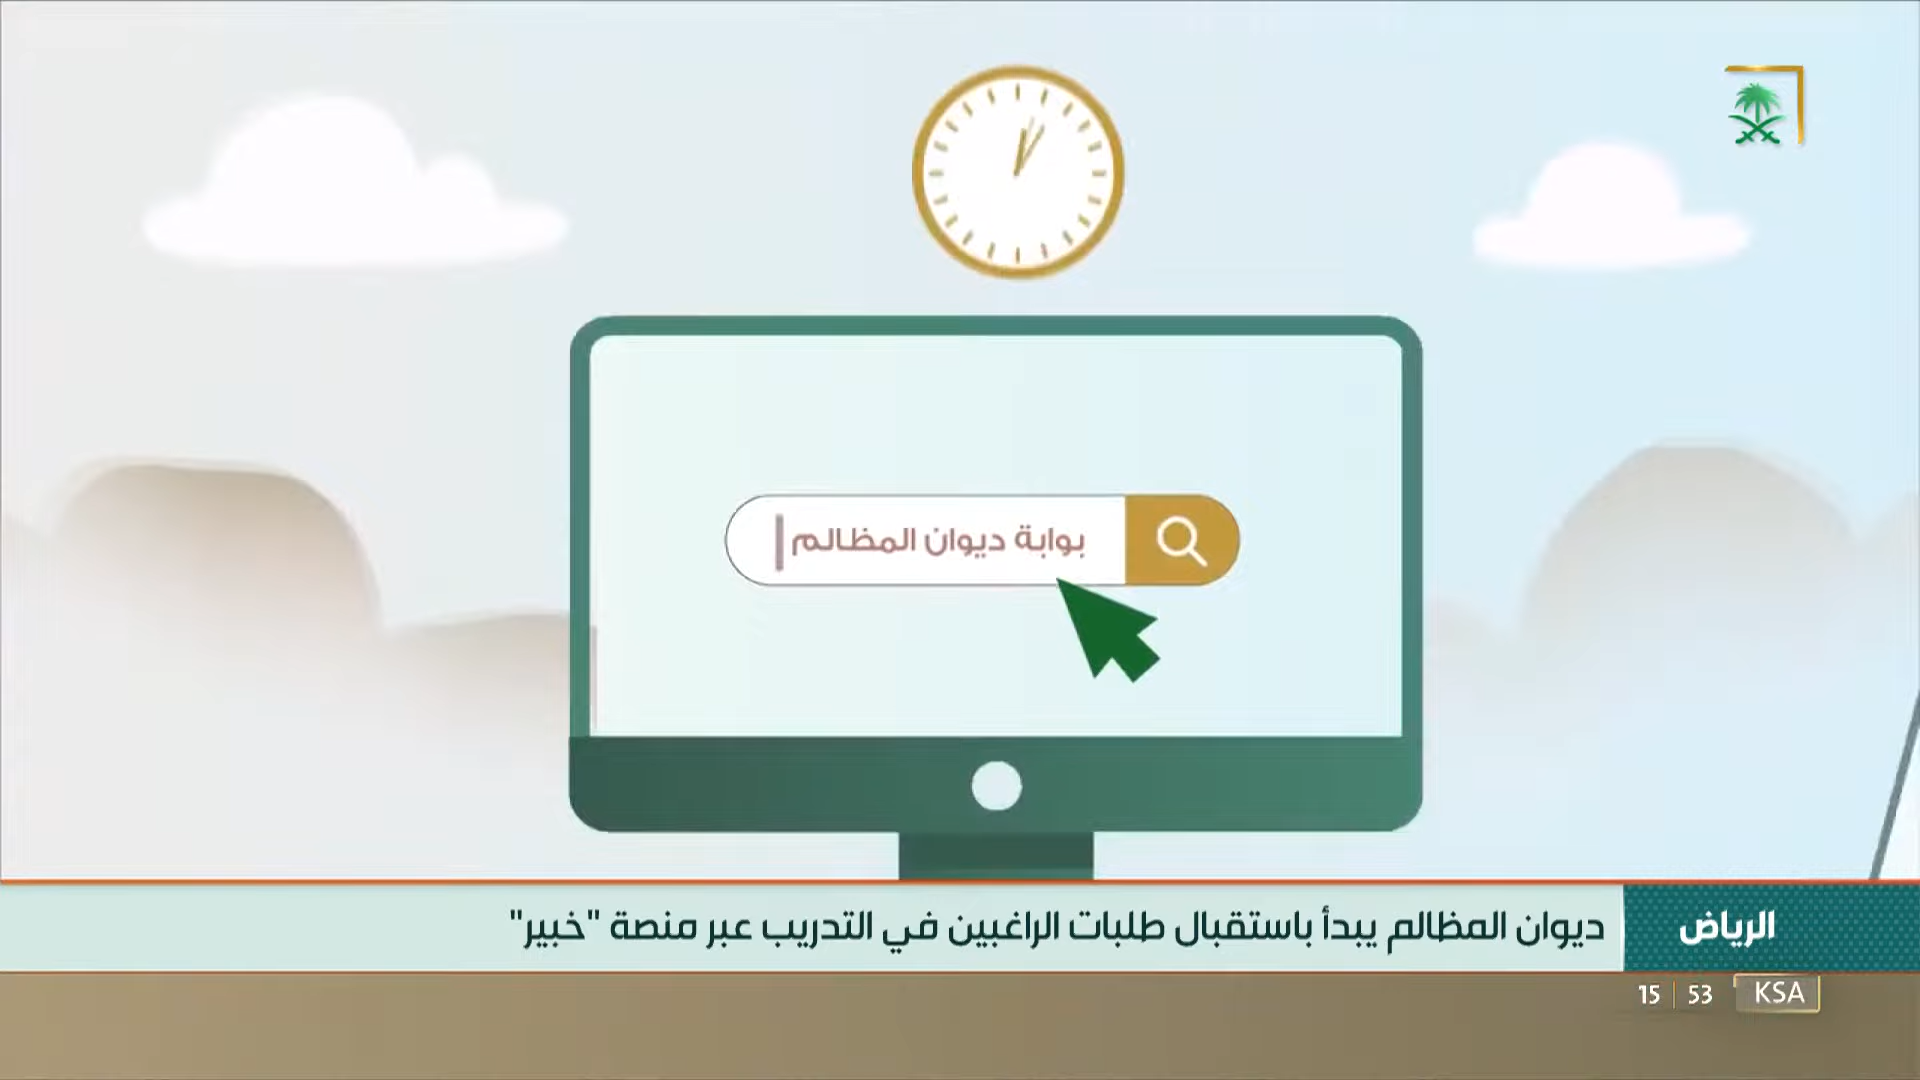 بوابة ديوان المظالم
الرياض
ديوان المظالم يبدأ باستقبال طلبات الراغبين في التدريب عبر منصة "خبير"
15 53 KSA